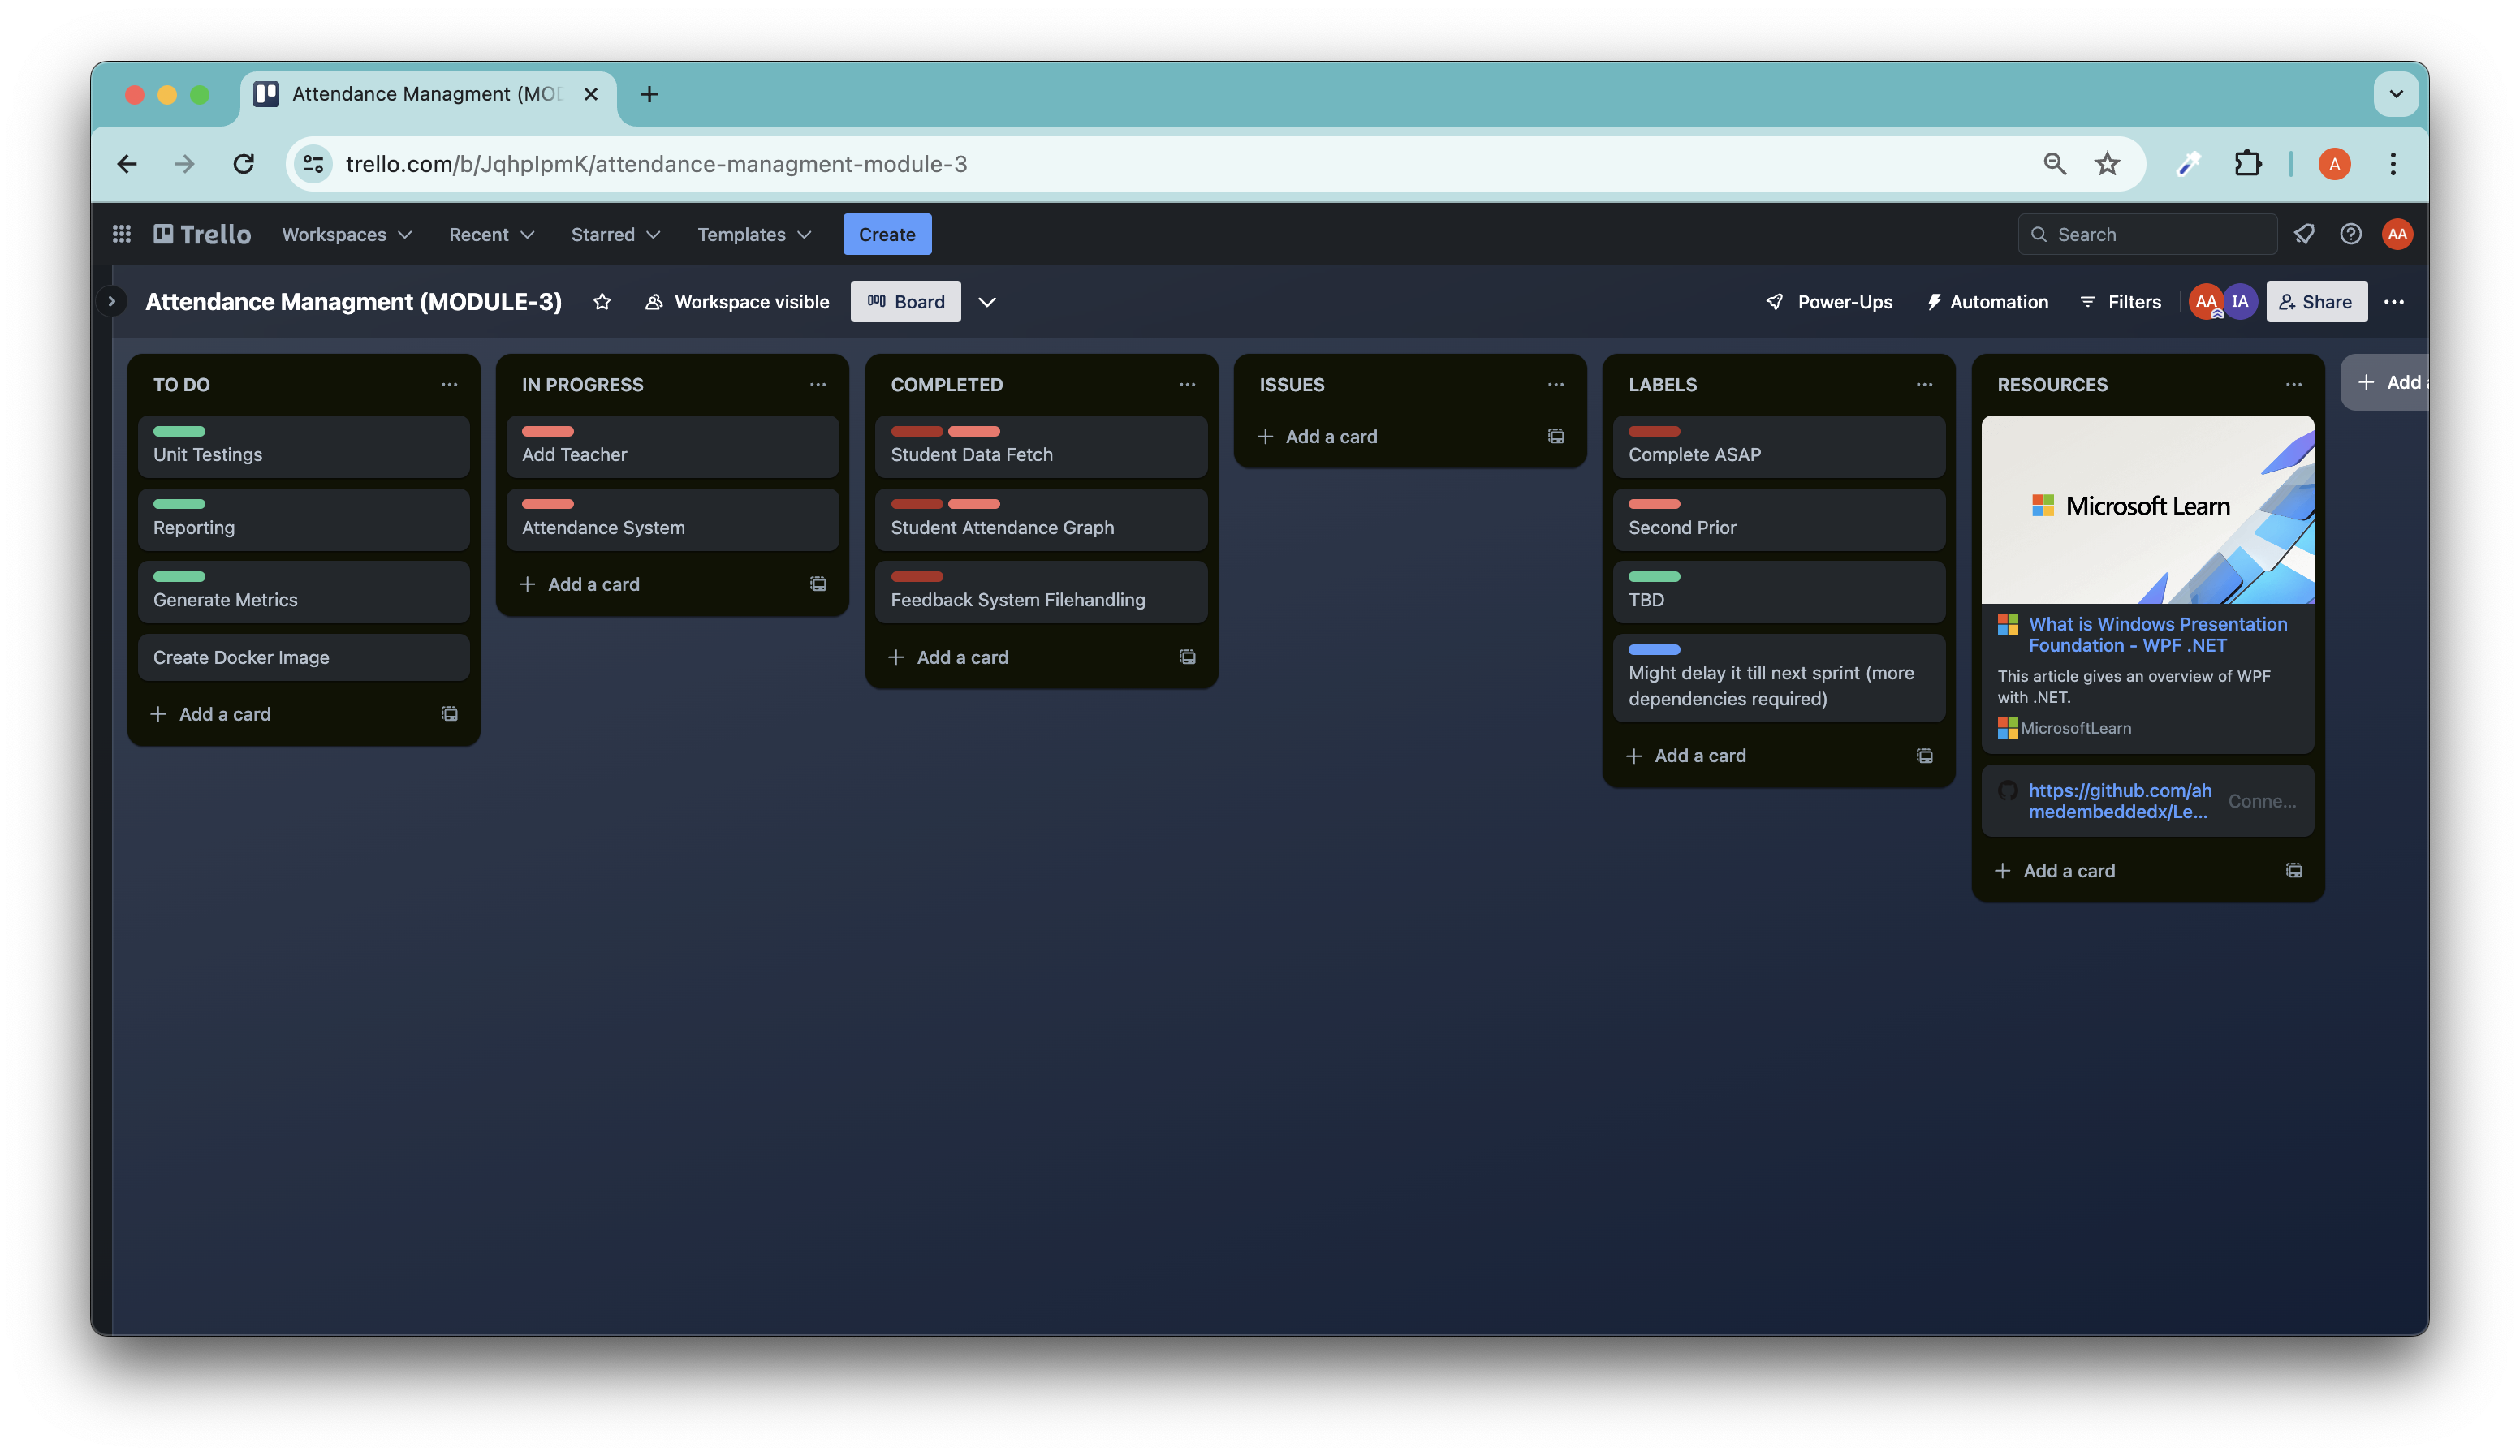 Attendance Managment (MOD
trello.com/b/JqhpIpmK/attendance-managment-module-3
A
Trello
Workspaces
Recent
Starred
Templates
Create
Search
AA
Attendance Managment (MODULE-3)
Workspace visible
Board
Power-Ups
Automation
Filters
AA
IA
Share
TO DO
Unit Testings
Reporting
Generate Metrics
Create Docker Image
Add a card
IN PROGRESS
Add Teacher
Attendance System
Add a card
COMPLETED
Student Data Fetch
Student Attendance Graph
Feedback System Filehandling
Add a card
ISSUES
Add a card
LABELS
Complete ASAP
Second Prior
TBD
Might delay it till next sprint (more
dependencies required)
Add a card
RESOURCES
Microsoft Learn
What is Windows Presentation
Foundation - WPF .NET
This article gives an overview of WPF
with .NET.
MicrosoftLearn
https://github.com/ah
medembeddedx/Le...
Conne...
Add a card
Add a